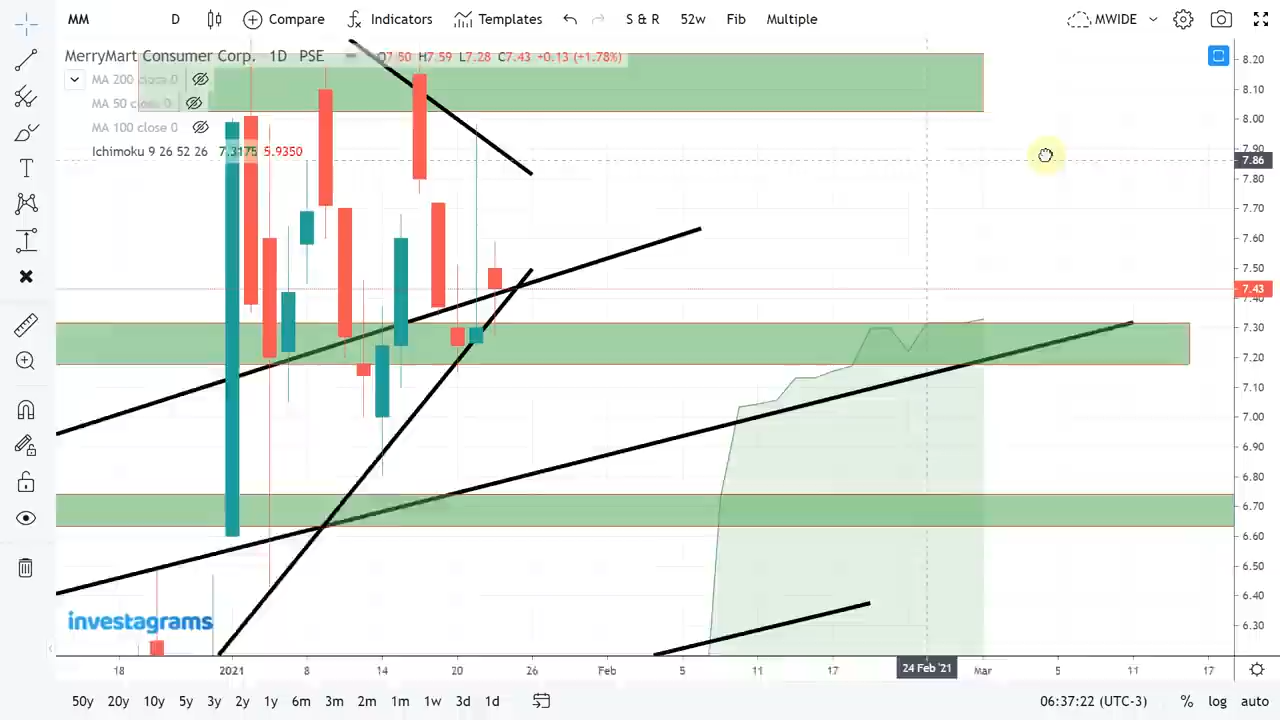 MM D Compare Indicators Templates S & R 52w Fib Multiple MWIDE
MerryMart Consumer Corp. 1D PSE O7.50 H7.59 L7.28 C7.43 +0.13 (+1.78%)
MA 200 close 0
MA 50 close 0
MA 100 close 0
Ichimoku 9 26 52 26 7.3175 5.9350
8.20
8.10
8.00
7.90
7.86
7.80
7.70
7.60
7.50
7.43
7.40
7.30
7.20
7.10
7.00
6.90
6.80
6.70
6.60
6.50
6.40
6.30
investagrams
18 2021 8 14 20 26 Feb 5 11 17 24 Feb '21 Mar 5 11 17
50y 20y 10y 5y 3y 2y 1y 6m 3m 2m 1m 1w 3d 1d 06:37:22 (UTC-3) % log auto